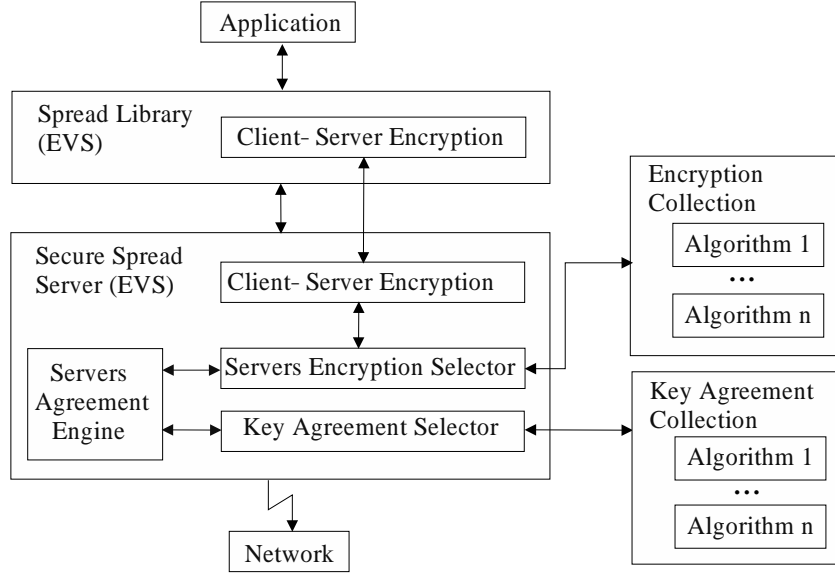 Application
Spread Library
(EVS)
Client- Server Encryption
Secure Spread
Server (EVS)
Client- Server Encryption
Servers Encryption Selector
Servers
Agreement
Engine
Key Agreement Selector
Network
Encryption
Collection
Algorithm 1
...
Algorithm n
Key Agreement
Collection
Algorithm 1
...
Algorithm n